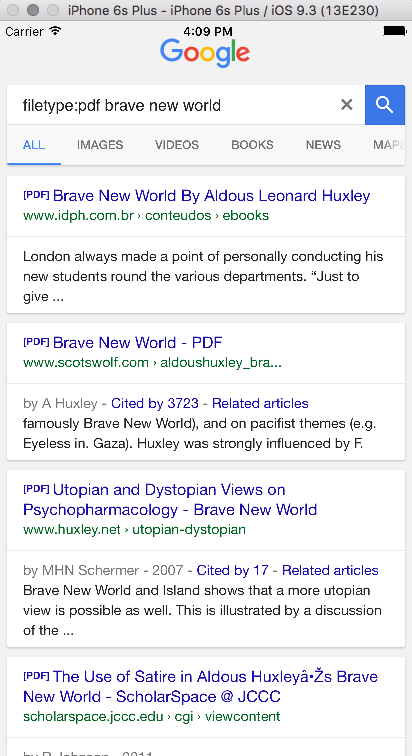 iPhone 6s Plus - iPhone 6s Plus / iOS 9.3 (13E230)
Carrier 4:09 PM
Google
filetype:pdf brave new world
ALL IMAGES VIDEOS BOOKS NEWS MAPS
[PDF] Brave New World By Aldous Leonard Huxley
www.idph.com.br › conteudos › ebooks
London always made a point of personally conducting his
new students round the various departments. “Just to
give ...
[PDF] Brave New World - PDF
www.scotswolf.com › aldoushuxley_bra...
by A Huxley - Cited by 3723 - Related articles
famously Brave New World), and on pacifist themes (e.g.
Eyeless in. Gaza). Huxley was strongly influenced by F.
[PDF] Utopian and Dystopian Views on
Psychopharmacology - Brave New World
www.huxley.net › utopian-dystopian
by MHN Schermer - 2007 - Cited by 17 - Related articles
Brave New World and Island shows that a more utopian
view is possible as well. This is illustrated by a discussion
of the ...
[PDF] The Use of Satire in Aldous Huxleyâ•Žs Brave
New World - ScholarSpace @ JCCC
scholarspace.jccc.edu › cgi › viewcontent